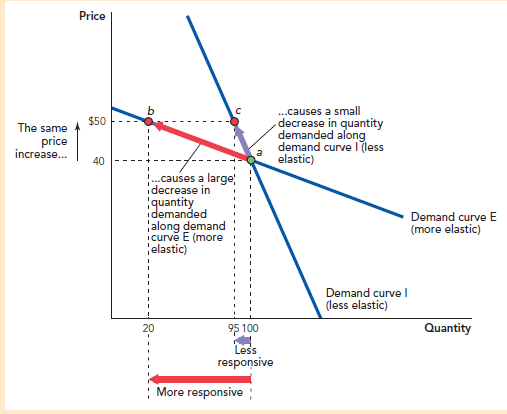 Price
b
c
...causes a small
decrease in quantity
demanded along
demand curve I (less
elastic)
The same
price
increase...
$50
40
a
...causes a large
decrease in
quantity
demanded
along demand
curve E (more
elastic)
Demand curve E
(more elastic)
Demand curve I
(less elastic)
20
95 100
Quantity
Less
responsive
More responsive